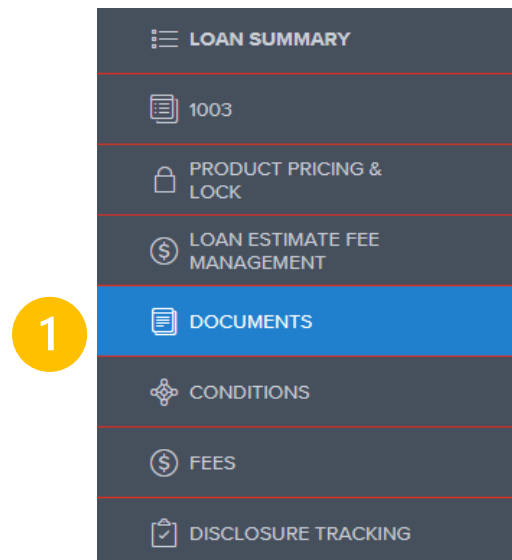 LOAN SUMMARY
1003
PRODUCT PRICING &
LOCK
LOAN ESTIMATE FEE
MANAGEMENT
1
DOCUMENTS
CONDITIONS
FEES
DISCLOSURE TRACKING